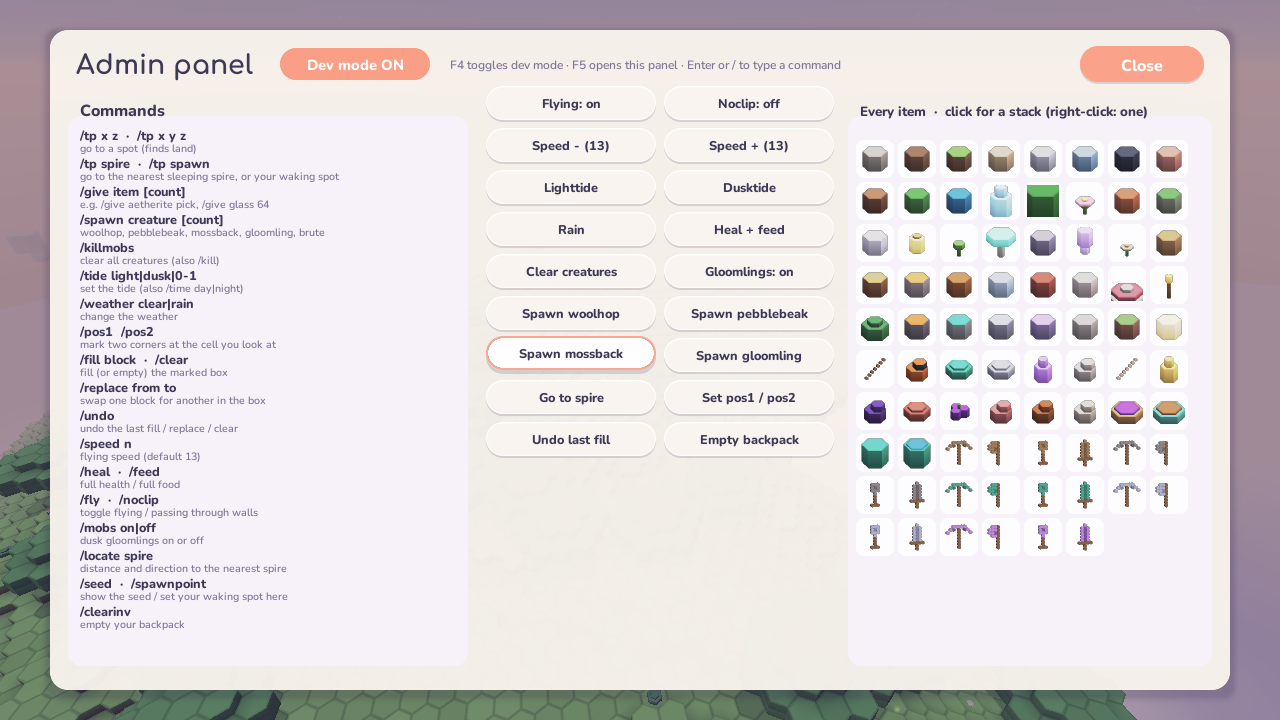 Admin panel
Dev mode ON
F4 toggles dev mode · F5 opens this panel · Enter or / to type a command
Close
Commands
/tp x z · /tp x y z
go to a spot (finds land)
/tp spire · /tp spawn
go to the nearest sleeping spire, or your waking spot
/give item [count]
e.g. /give aetherite pick, /give glass 64
/spawn creature [count]
woolhop, pebblebeak, mossback, gloomling, brute
/killmobs
clear all creatures (also /kill)
/tide light|dusk|0-1
set the tide (also /time day|night)
/weather clear|rain
change the weather
/pos1 /pos2
mark two corners at the cell you look at
/fill block · /clear
fill (or empty) the marked box
/replace from to
swap one block for another in the box
/undo
undo the last fill / replace / clear
/speed n
flying speed (default 13)
/heal · /feed
full health / full food
/fly · /noclip
toggle flying / passing through walls
/mobs on|off
dusk gloomlings on or off
/locate spire
distance and direction to the nearest spire
/seed · /spawnpoint
show the seed / set your waking spot here
/clearinv
empty your backpack
Flying: on
Noclip: off
Speed - (13)
Speed + (13)
Lighttide
Dusktide
Rain
Heal + feed
Clear creatures
Gloomlings: on
Spawn woolhop
Spawn pebblebeak
Spawn mossback
Spawn gloomling
Go to spire
Set pos1 / pos2
Undo last fill
Empty backpack
Every item · click for a stack (right-click: one)